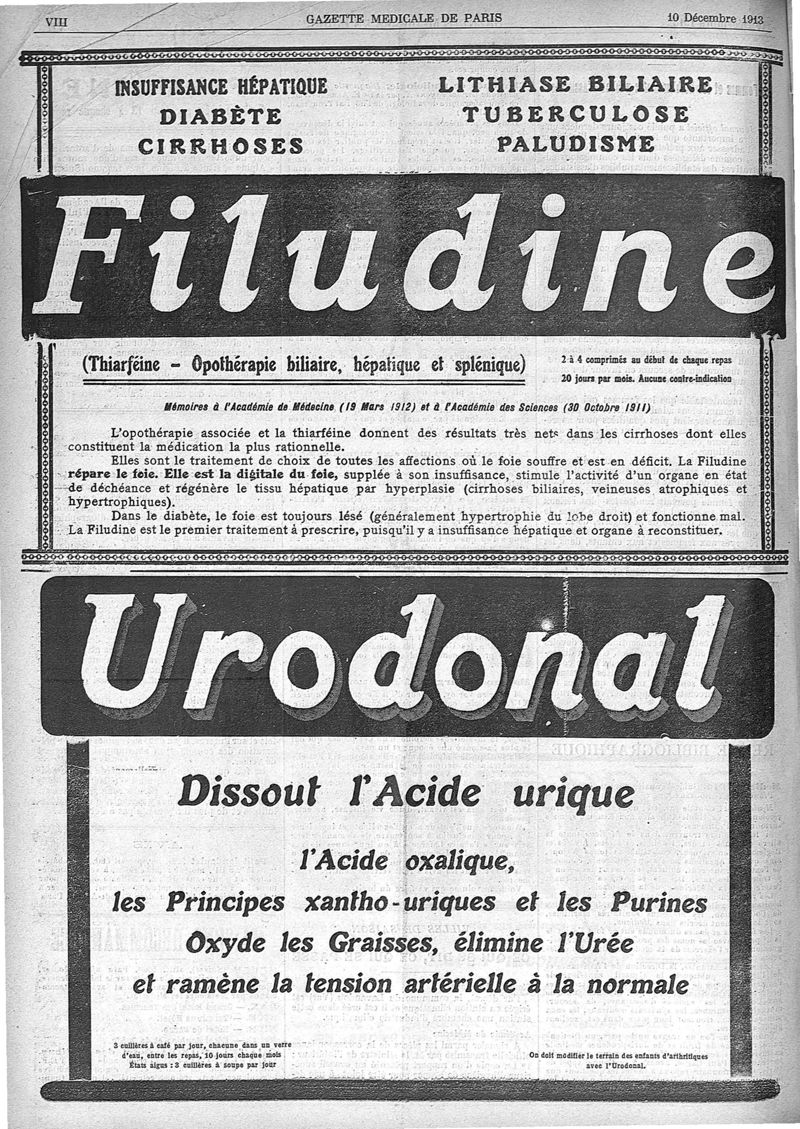 VIII
GAZETTE MEDICALE DE PARIS
10 Décembre 1913
INSUFFISANCE HÉPATIQUE
DIABÈTE
CIRRHOSES
LITHIASE BILIAIRE
TUBERCULOSE
PALUDISME
Filudine
(Thiarféine - Opothérapie biliaire, hépatique et splénique)
2 à 4 comprimés au début de chaque repas
20 jours par mois. Aucune contre-indication
Mémoires à l'Académie de Médecine (19 Mars 1912) et à l'Académie des Sciences (30 Octobre 1911)
L'opothérapie associée et la thiarféine donnent des résultats très nets dans les cirrhoses dont elles
constituent la médication la plus rationnelle.
Elles sont le traitement de choix de toutes les affections où le foie souffre et est en déficit. La Filudine
répare le foie. Elle est la digitale du foie, supplée à son insuffisance, stimule l'activité d'un organe en état
de déchéance et régénère le tissu hépatique par hyperplasie (cirrhoses biliaires, veineuses atrophiques et
hypertrophiques).
Dans le diabète, le foie est toujours lésé (généralement hypertrophie du lobe droit) et fonctionne mal.
La Filudine est le premier traitement à prescrire, puisqu'il y a insuffisance hépatique et organe à reconstituer.
Urodonal
Dissout l'Acide urique
l'Acide oxalique,
les Principes xantho-uriques et les Purines
Oxyde les Graisses, élimine l'Urée
et ramène la tension artérielle à la normale
3 cuillères à café par jour, chacune dans un verre
d'eau, entre les repas, 10 jours chaque mois
États aigus : 3 cuillères à soupe par jour
On doit modifier le terrain des enfants d'arthritiques
avec l'Urodonal.